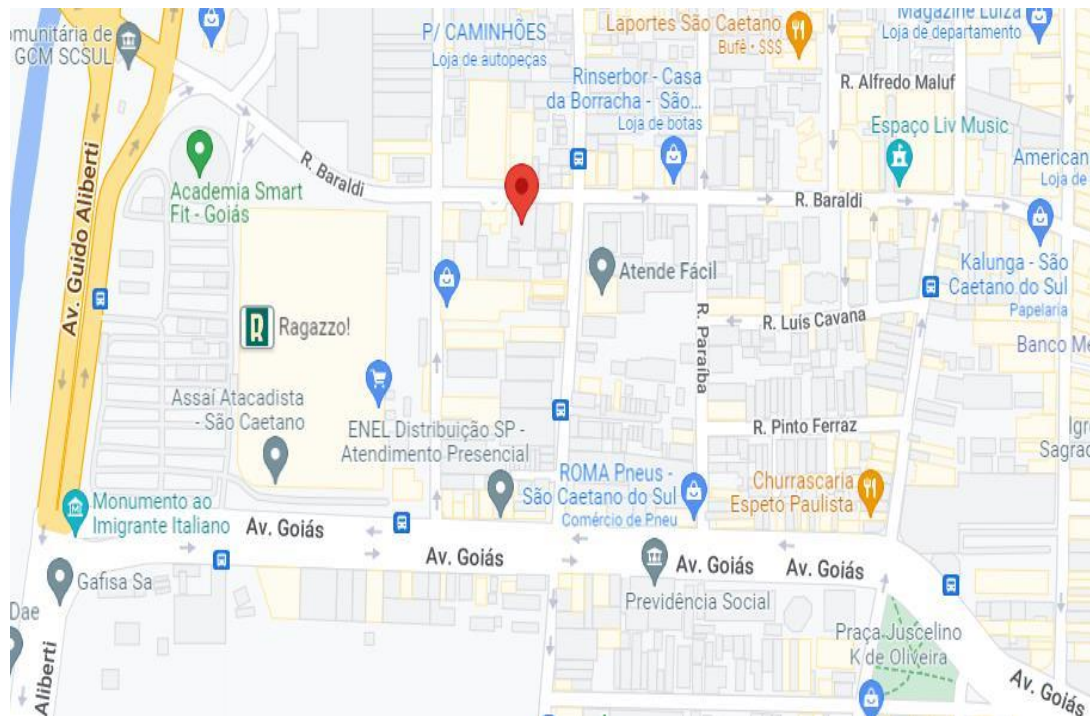 omunitária de
GCM SCSUL
P/ CAMINHÕES
Loja de autopeças
Laportes São Caetano
Bufê • $$$
Magazine Luiza
Loja de departamento
Rinserbor - Casa
da Borracha - São...
Loja de botas
R. Alfredo Maluf
Espaço Liv Music
American
Loja de
Av. Guido Aliberti
Academia Smart
Fit - Goiás
R. Baraldi
R. Baraldi
Kalunga - São
Caetano do Sul
Papelaria
Atende Fácil
R. Paraíba
R. Luís Cavana
Banco Me
R
Ragazzo!
Assaí Atacadista
- São Caetano
ENEL Distribuição SP -
Atendimento Presencial
R. Pinto Ferraz
Igr
Sagrad
ROMA Pneus -
São Caetano do Sul
Comércio de Pneu
Churrascaria
Espeto Paulista
Monumento ao
Imigrante Italiano
Av. Goiás
Av. Goiás
Av. Goiás
Av. Goiás
Gafisa Sa
Previdência Social
Dae
Aliberti
Praça Juscelino
K de Oliveira
Av. Goiás